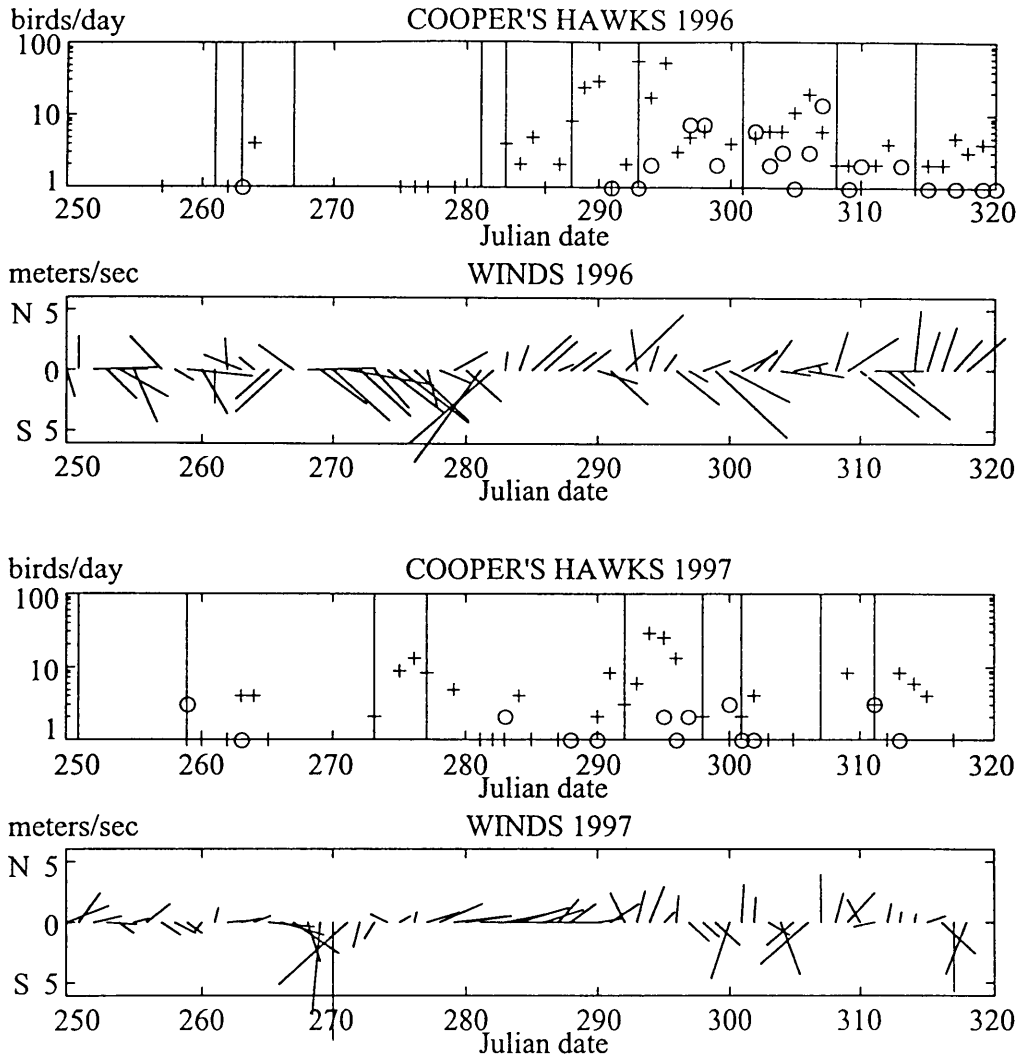 birds/day COOPER'S HAWKS 1996
100
10
1
250 260 270 280 290 300 310 320
Julian date
meters/sec WINDS 1996
N 5
0
S 5
250 260 270 280 290 300 310 320
Julian date
birds/day COOPER'S HAWKS 1997
100
10
1
250 260 270 280 290 300 310 320
Julian date
meters/sec WINDS 1997
N 5
0
S 5
250 260 270 280 290 300 310 320
Julian date